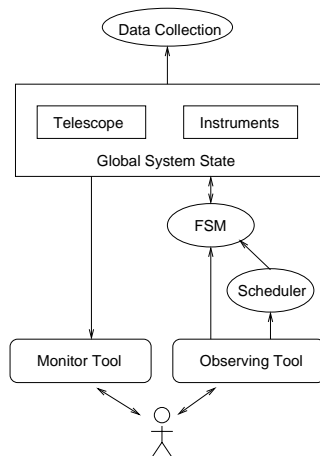 Data Collection
Telescope
Instruments
Global System State
FSM
Scheduler
Monitor Tool
Observing Tool